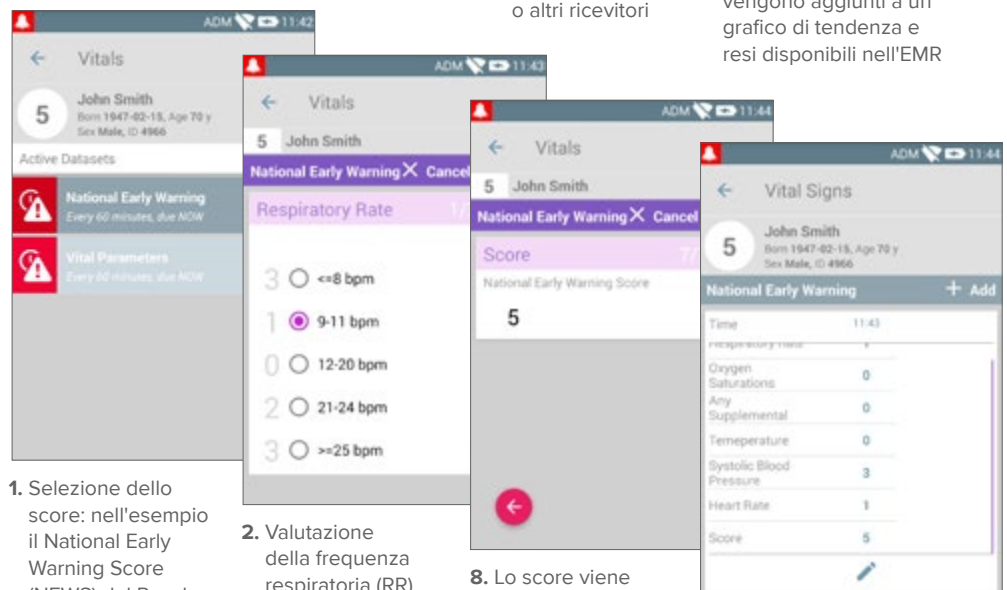 o altri ricevitori
vengono aggiunti a un
grafico di tendenza e
resi disponibili nell'EMR
ADM 11:42
Vitals
5
John Smith
Born 1947-02-15, Age 70 y
Sex Male, ID 4966
Active Datasets
National Early Warning
Every 60 minutes, due NOW
Vital Parameters
Every 60 minutes, due NOW
1. Selezione dello
score: nell'esempio
il National Early
Warning Score
ADM 11:43
Vitals
5 John Smith
National Early Warning Cancel
Respiratory Rate 1/
3 <=8 bpm
1 9-11 bpm
0 12-20 bpm
2 21-24 bpm
3 >=25 bpm
2. Valutazione
della frequenza
respiratoria (RR)
ADM 11:44
Vitals
5 John Smith
National Early Warning Cancel
Score 7/
National Early Warning Score
5
8. Lo score viene
ADM 11:44
Vital Signs
5
John Smith
Born 1947-02-15, Age 70 y
Sex Male, ID 4966
National Early Warning + Add
Time 11:43
Respiratory Rate 1
Oxygen
Saturations 0
Any
Supplemental 0
Temeperature 0
Systolic Blood
Pressure 3
Heart Rate 1
Score 5